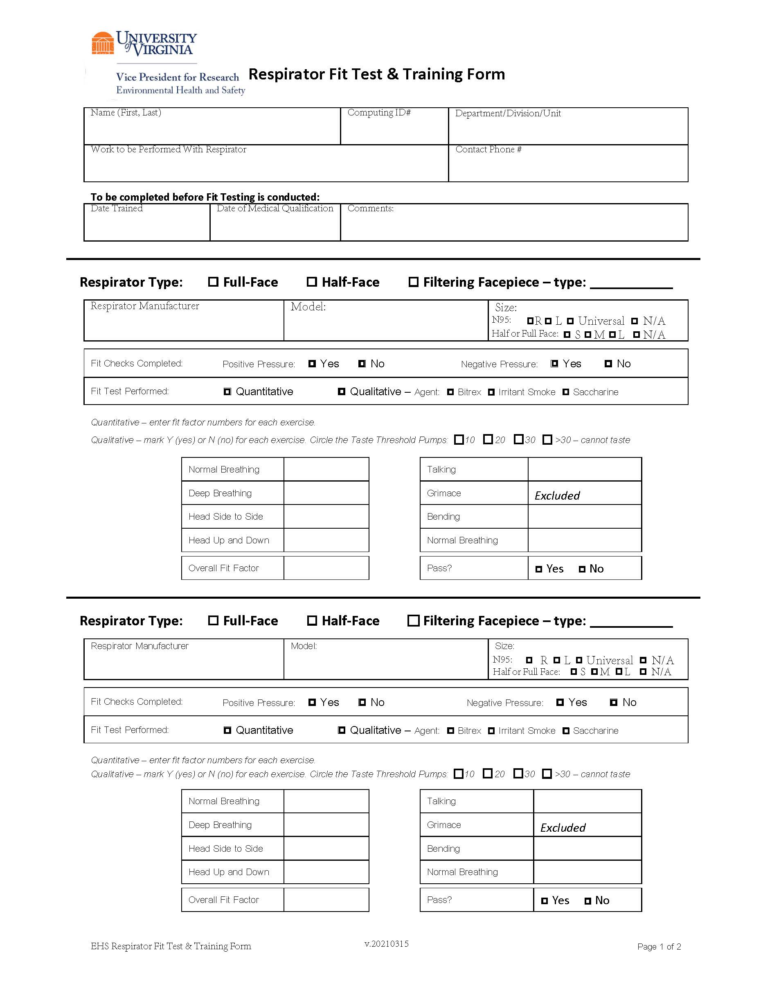 UNIVERSITY
of VIRGINIA
Vice President for Research
Environmental Health and Safety
Respirator Fit Test & Training Form
Name (First, Last) Computing ID# Department/Division/Unit
Work to be Performed With Respirator Contact Phone #
To be completed before Fit Testing is conducted:
Date Trained Date of Medical Qualification Comments:
Respirator Type: ☐ Full-Face ☐ Half-Face ☐ Filtering Facepiece – type: ____________
Respirator Manufacturer Model: Size:
N95: ☐ R ☐ L ☐ Universal ☐ N/A
Half or Full Face: ☐ S ☐ M ☐ L ☐ N/A
Fit Checks Completed: Positive Pressure: ☐ Yes ☐ No Negative Pressure: ☐ Yes ☐ No
Fit Test Performed: ☐ Quantitative ☐ Qualitative – Agent: ☐ Bitrex ☐ Irritant Smoke ☐ Saccharine
Quantitative – enter fit factor numbers for each exercise.
Qualitative – mark Y (yes) or N (no) for each exercise. Circle the Taste Threshold Pumps: ☐ 10 ☐ 20 ☐ 30 ☐ >30 – cannot taste
Normal Breathing Talking
Deep Breathing Grimace Excluded
Head Side to Side Bending
Head Up and Down Normal Breathing
Overall Fit Factor Pass? ☐ Yes ☐ No
Respirator Type: ☐ Full-Face ☐ Half-Face ☐ Filtering Facepiece – type: ____________
Respirator Manufacturer Model: Size:
N95: ☐ R ☐ L ☐ Universal ☐ N/A
Half or Full Face: ☐ S ☐ M ☐ L ☐ N/A
Fit Checks Completed: Positive Pressure: ☐ Yes ☐ No Negative Pressure: ☐ Yes ☐ No
Fit Test Performed: ☐ Quantitative ☐ Qualitative – Agent: ☐ Bitrex ☐ Irritant Smoke ☐ Saccharine
Quantitative – enter fit factor numbers for each exercise.
Qualitative – mark Y (yes) or N (no) for each exercise. Circle the Taste Threshold Pumps: ☐ 10 ☐ 20 ☐ 30 ☐ >30 – cannot taste
Normal Breathing Talking
Deep Breathing Grimace Excluded
Head Side to Side Bending
Head Up and Down Normal Breathing
Overall Fit Factor Pass? ☐ Yes ☐ No
EHS Respirator Fit Test & Training Form v.20210315 Page 1 of 2